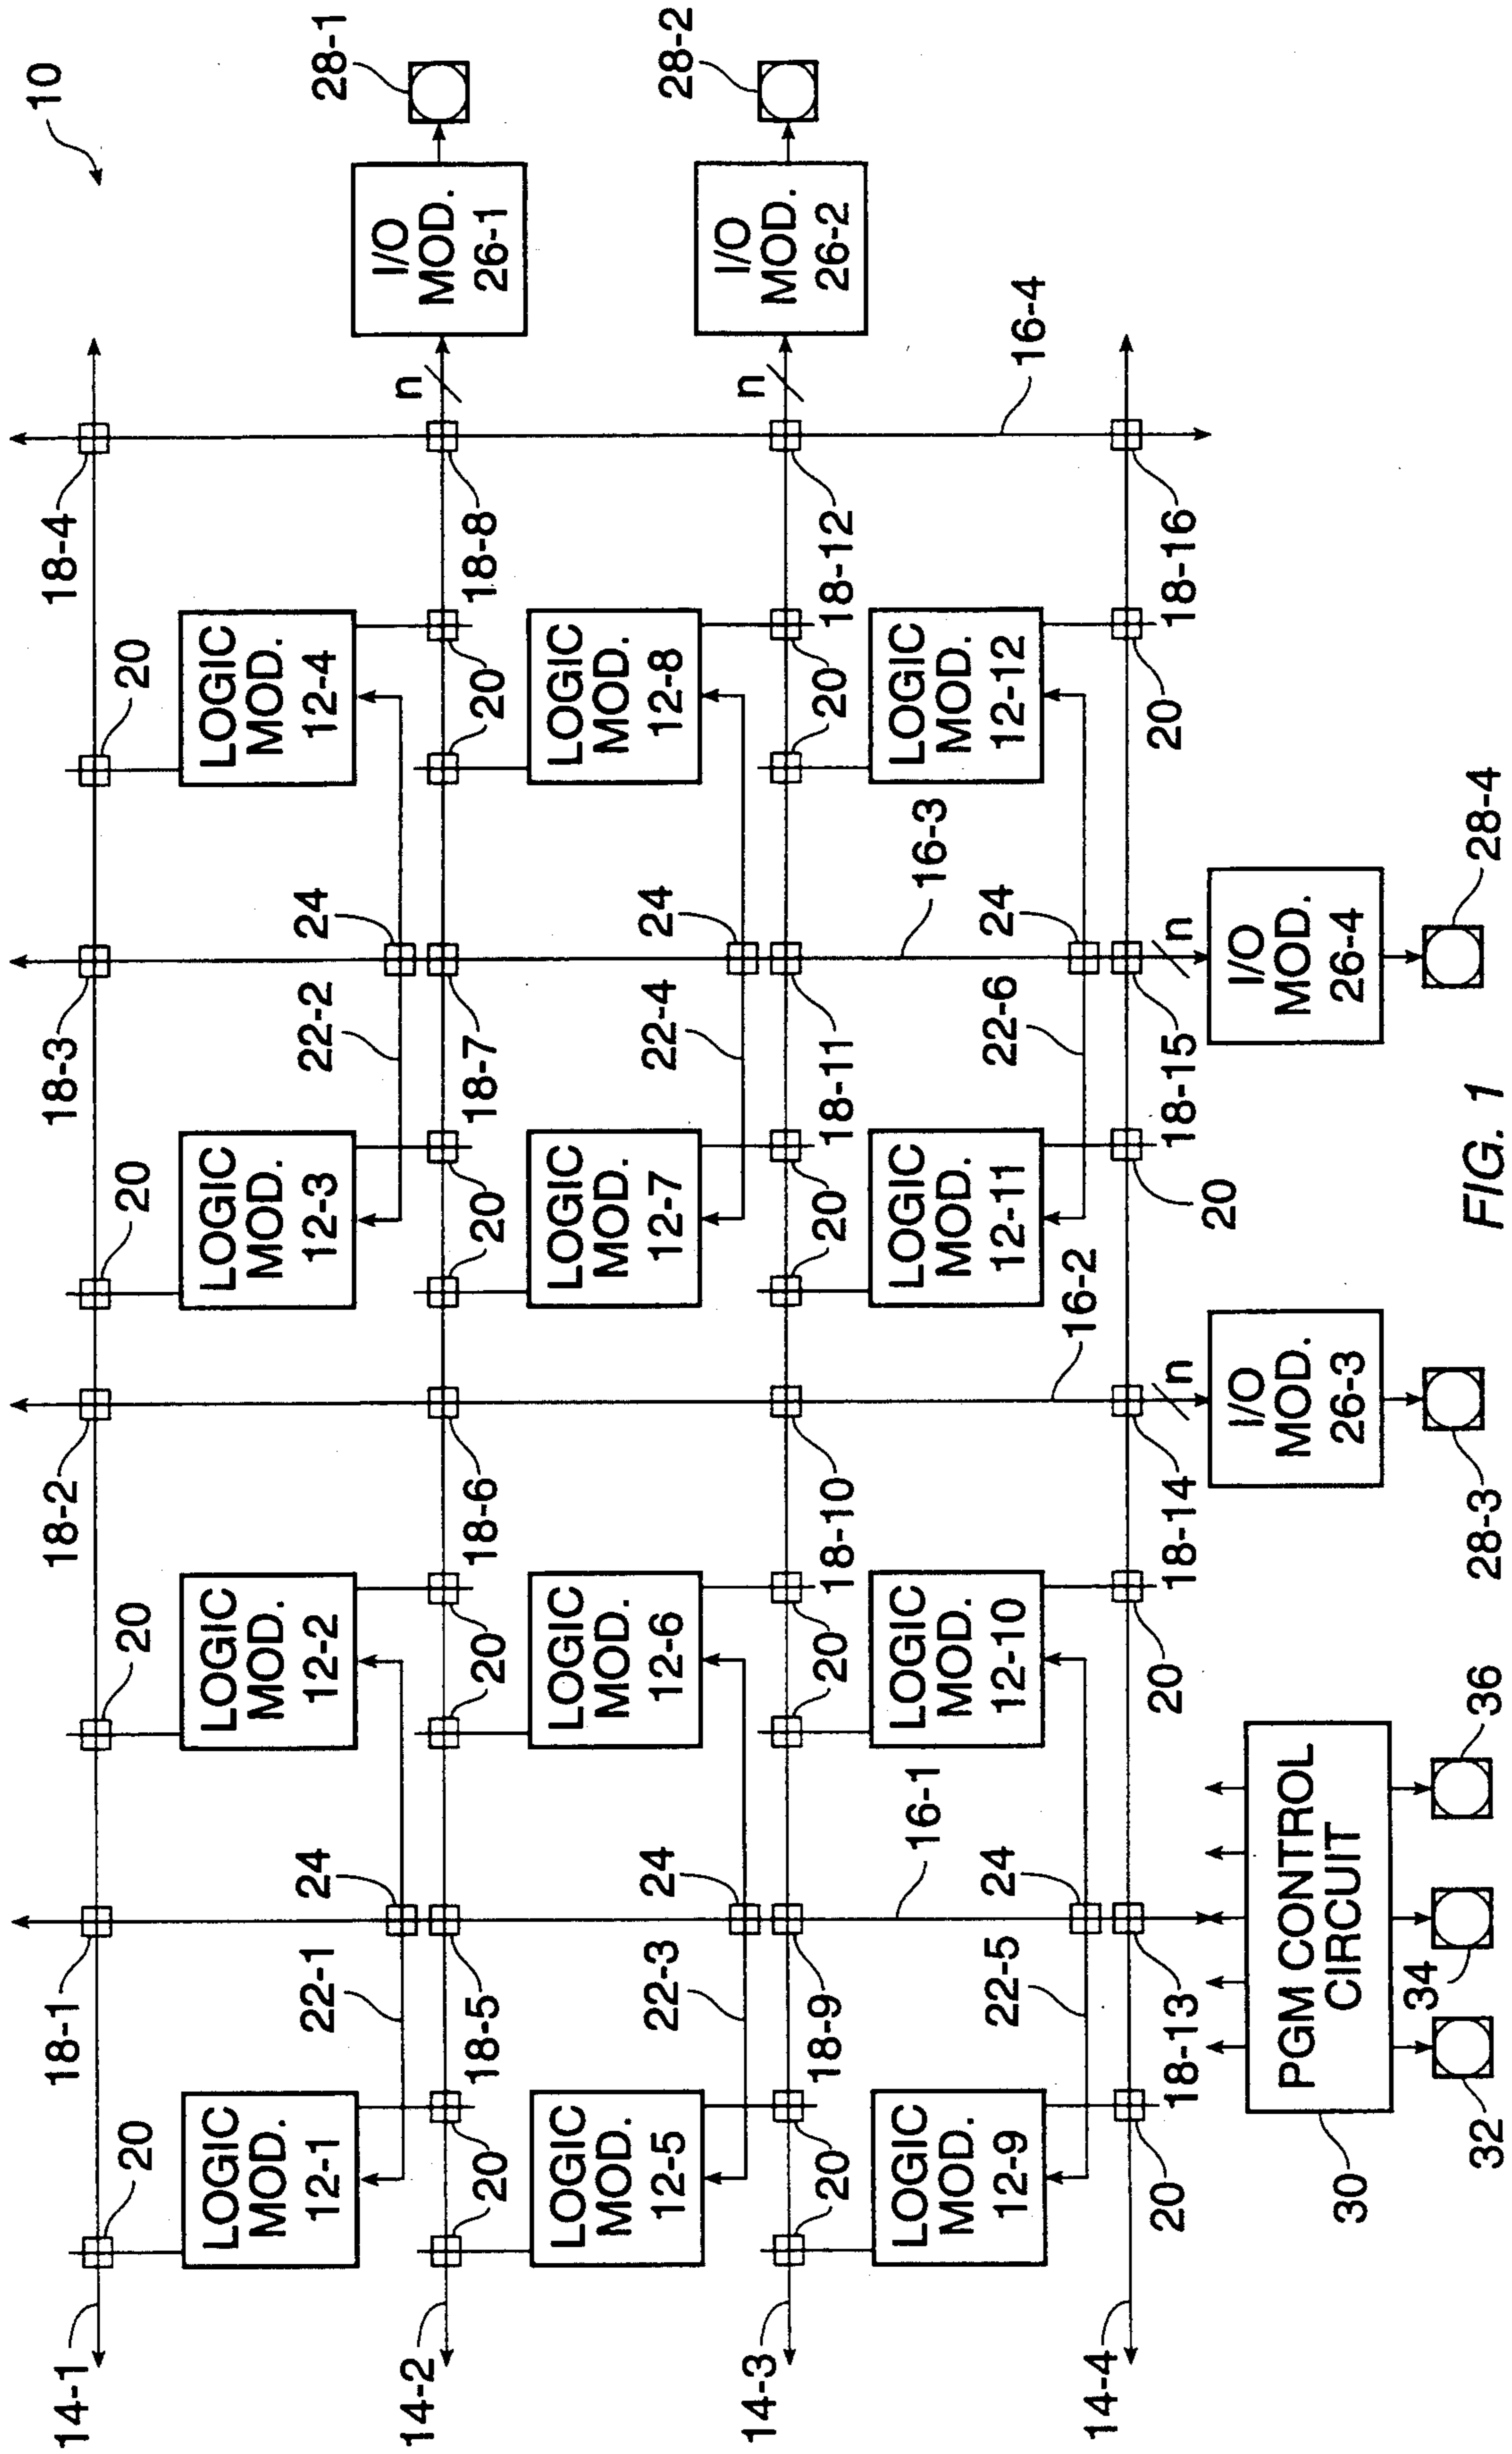 10
18-1
18-2
18-3
18-4
14-1
20
20
20
20
28-1
LOGIC
MOD.
12-1
LOGIC
MOD.
12-2
LOGIC
MOD.
12-3
LOGIC
MOD.
12-4
I/O
MOD.
26-1
22-1
24
22-2
24
n
14-2
20
18-5
20
18-6
20
18-7
20
18-8
28-2
LOGIC
MOD.
12-5
LOGIC
MOD.
12-6
LOGIC
MOD.
12-7
LOGIC
MOD.
12-8
I/O
MOD.
26-2
22-3
24
22-4
24
n
14-3
20
18-9
20
18-10
20
18-11
20
18-12
LOGIC
MOD.
12-9
LOGIC
MOD.
12-10
LOGIC
MOD.
12-11
LOGIC
MOD.
12-12
16-1
16-2
16-3
16-4
22-5
24
22-6
24
14-4
20
18-13
20
18-14
20
18-15
20
18-16
n
n
PGM CONTROL
CIRCUIT
I/O
MOD.
26-3
I/O
MOD.
26-4
30
32
34
36
28-3
28-4
FIG. 1